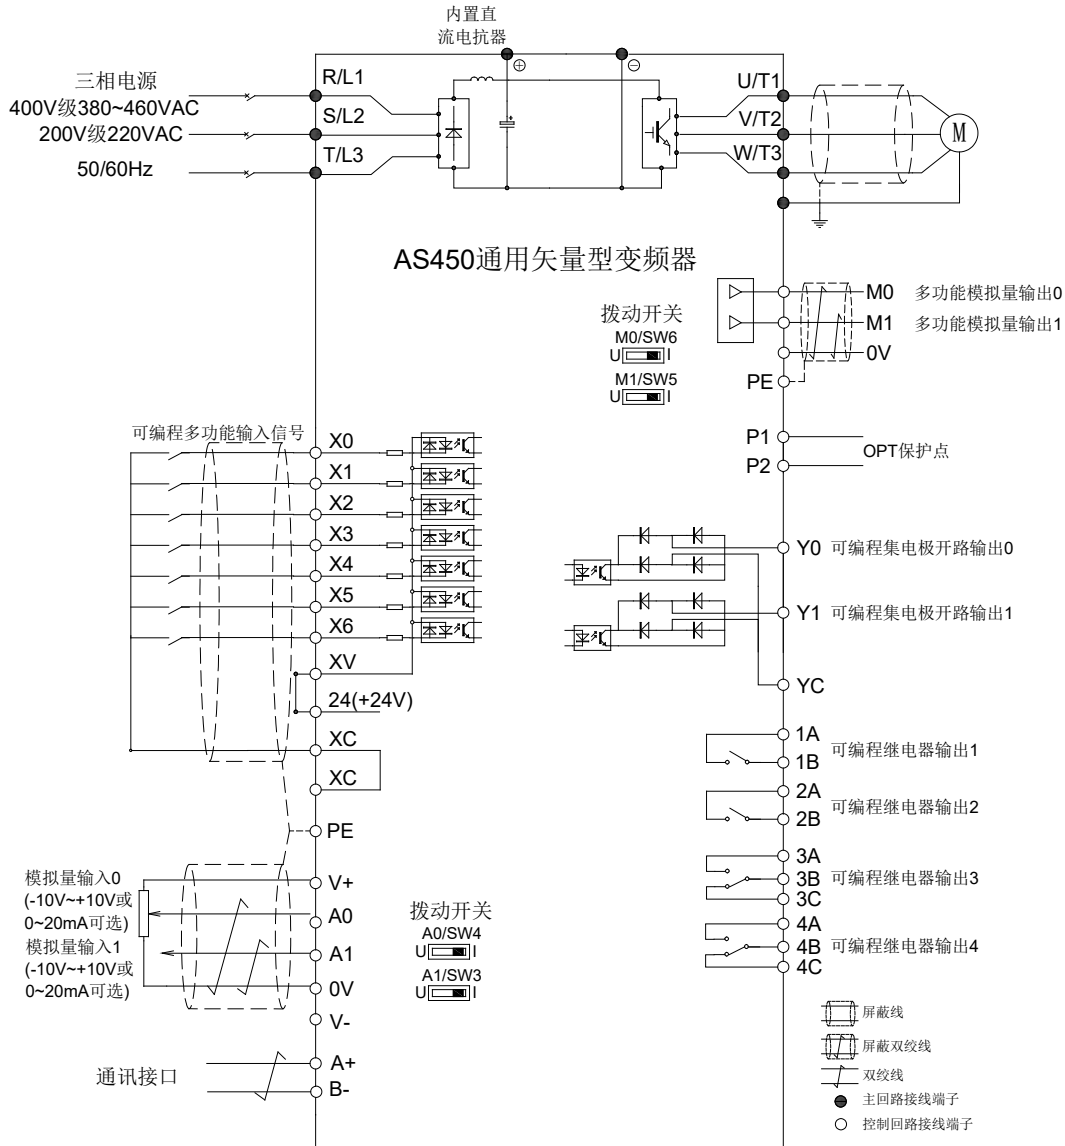 内置直
流电抗器
⊕
⊖
三相电源
400V级380~460VAC
200V级220VAC
50/60Hz
R/L1
S/L2
T/L3
U/T1
V/T2
W/T3
M
AS450通用矢量型变频器
拨动开关
M0/SW6
U I
M1/SW5
U I
M0 多功能模拟量输出0
M1 多功能模拟量输出1
0V
PE
P1
P2
OPT保护点
可编程多功能输入信号
X0
X1
X2
X3
X4
X5
X6
XV
24(+24V)
XC
XC
PE
Y0 可编程集电极开路输出0
Y1 可编程集电极开路输出1
YC
1A
1B
可编程继电器输出1
2A
2B
可编程继电器输出2
3A
3B
3C
可编程继电器输出3
4A
4B
4C
可编程继电器输出4
模拟量输入0
(-10V~+10V或
0~20mA可选)
模拟量输入1
(-10V~+10V或
0~20mA可选)
V+
A0
A1
0V
V-
A+
B-
通讯接口
拨动开关
A0/SW4
U I
A1/SW3
U I
屏蔽线
屏蔽双绞线
双绞线
主回路接线端子
控制回路接线端子